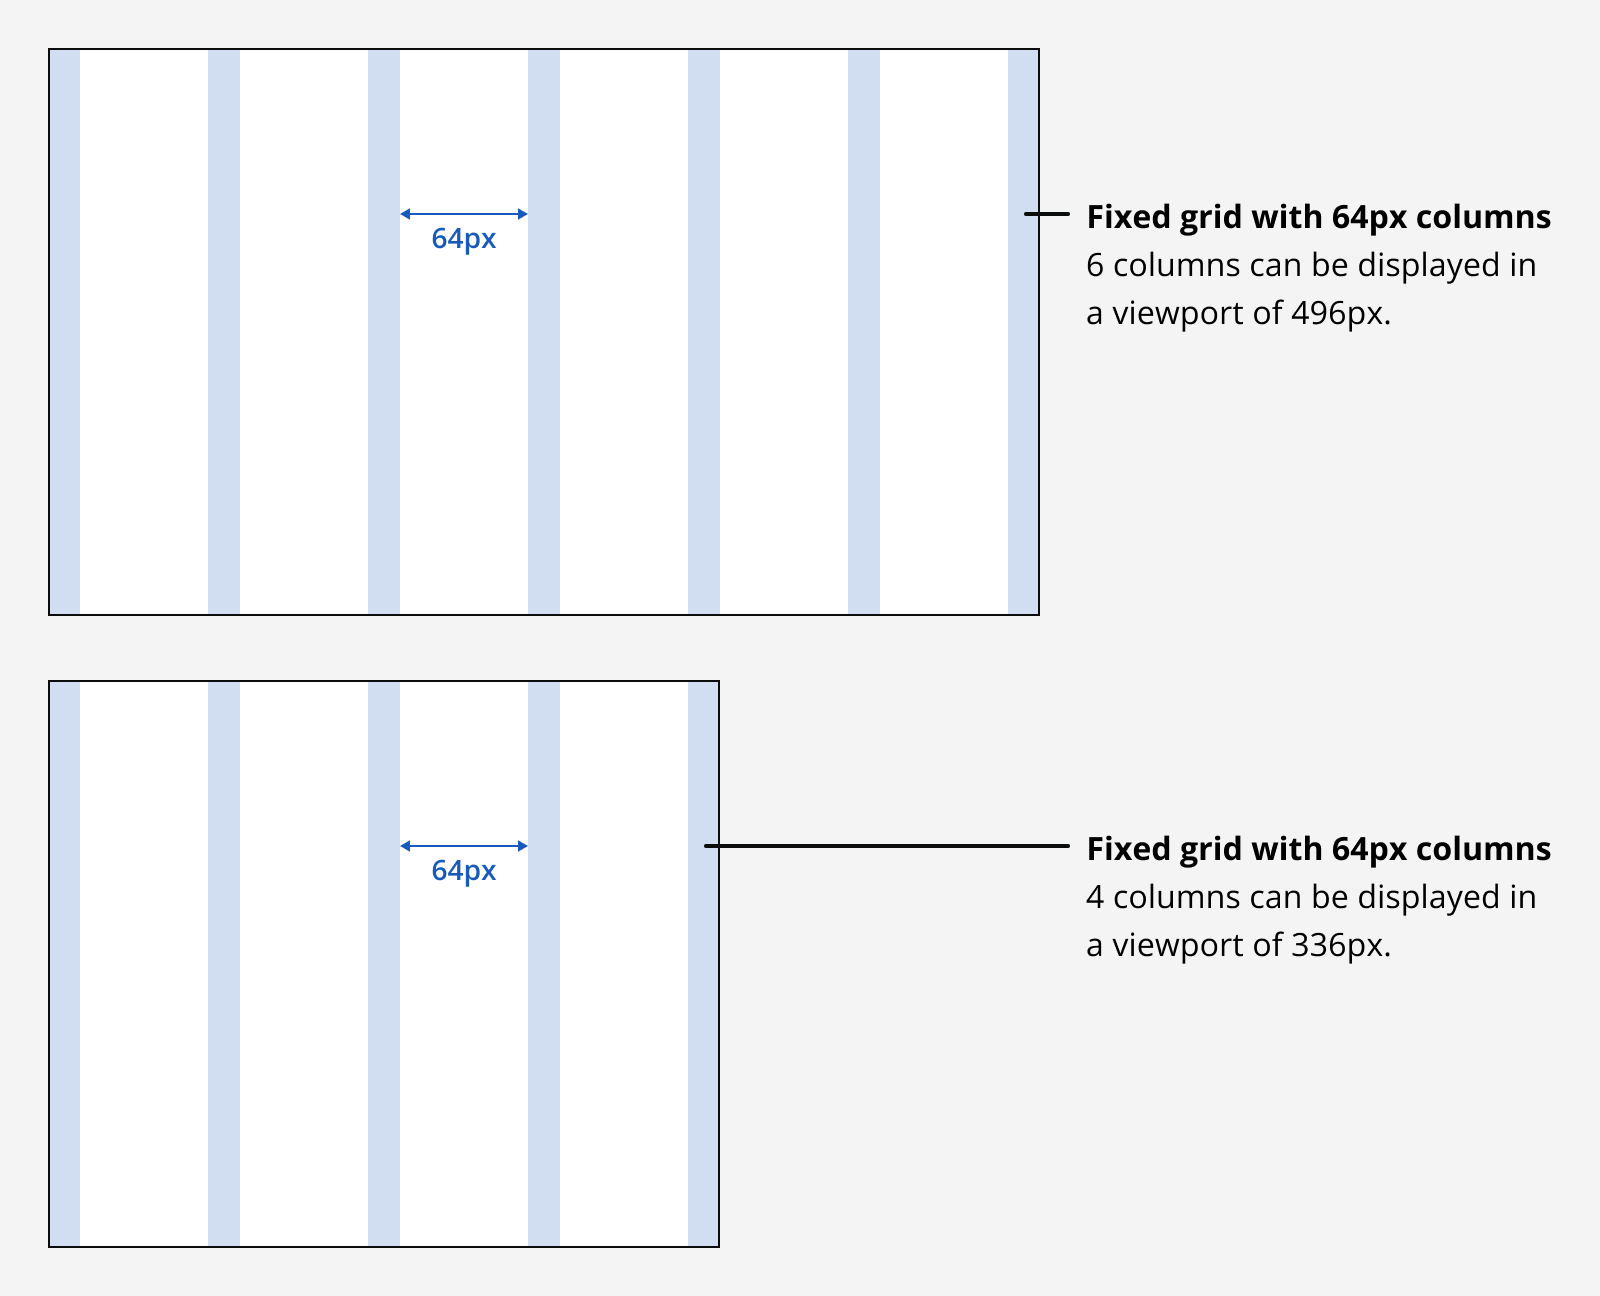 64px
Fixed grid with 64px columns
6 columns can be displayed in
a viewport of 496px.
64px
Fixed grid with 64px columns
4 columns can be displayed in
a viewport of 336px.